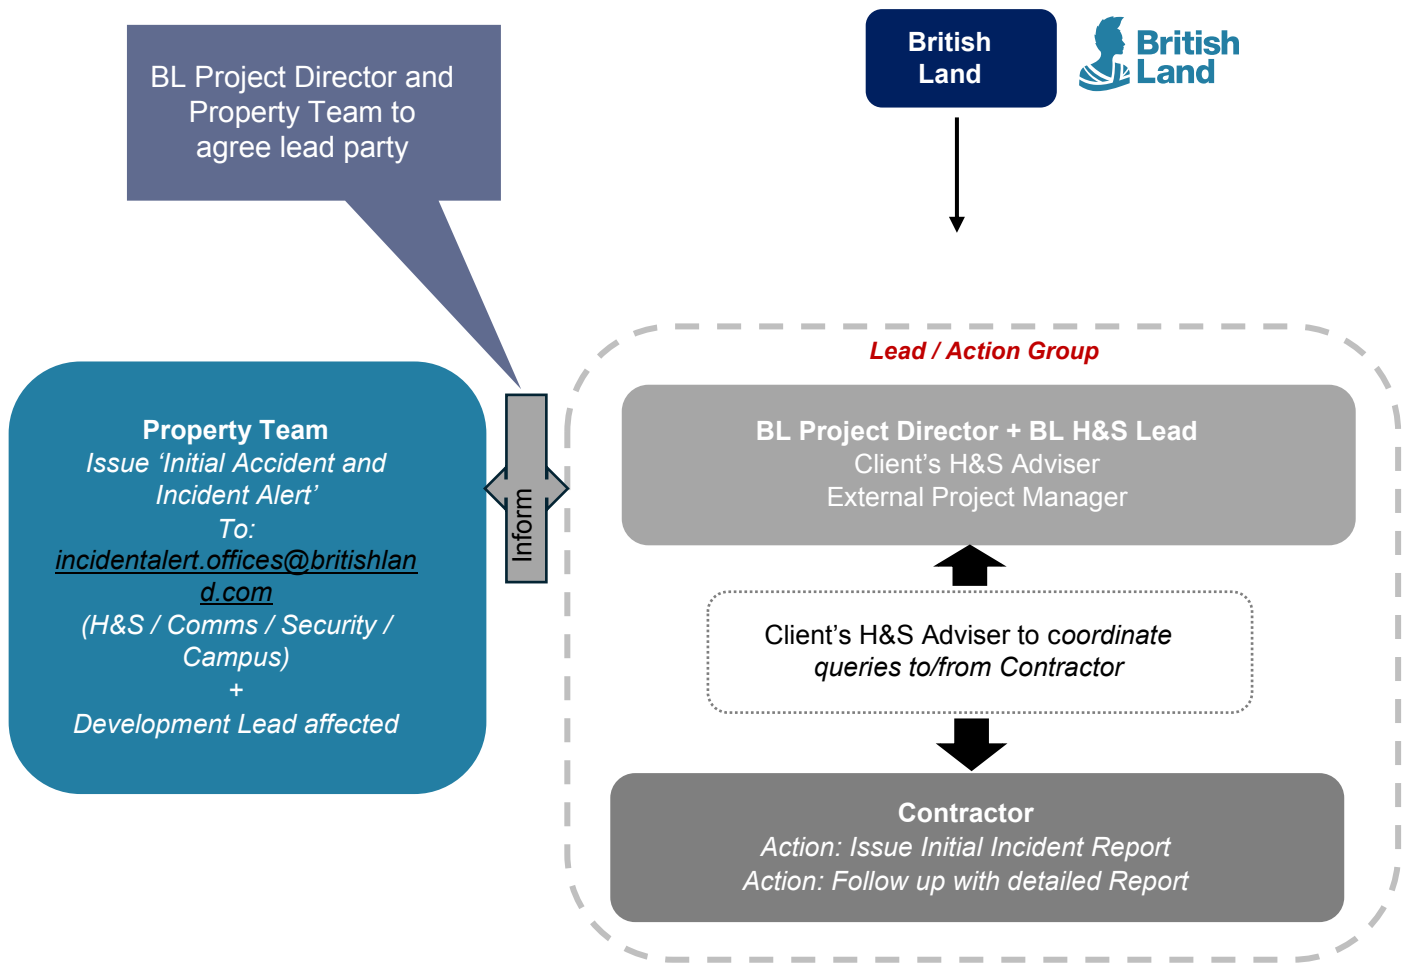 BL Project Director and
Property Team to
agree lead party
British
Land
British
Land
Lead / Action Group
Property Team
Issue ‘Initial Accident and
Incident Alert’
To:
incidentalert.offices@britishlan
d.com
(H&S / Comms / Security /
Campus)
+
Development Lead affected
Inform
BL Project Director + BL H&S Lead
Client’s H&S Adviser
External Project Manager
Client’s H&S Adviser to coordinate
queries to/from Contractor
Contractor
Action: Issue Initial Incident Report
Action: Follow up with detailed Report